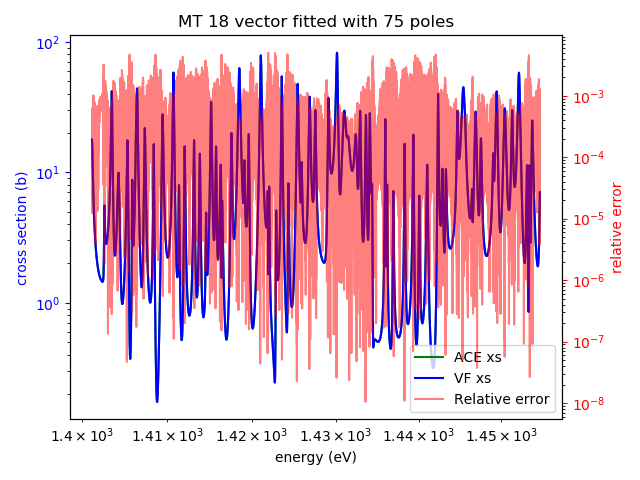 MT 18 vector fitted with 75 poles
10²
10¹
10⁰
cross section (b)
10⁻³
10⁻⁴
10⁻⁵
10⁻⁶
10⁻⁷
10⁻⁸
relative error
ACE xs
VF xs
Relative error
1.4 × 10³ 1.41 × 10³ 1.42 × 10³ 1.43 × 10³ 1.44 × 10³ 1.45 × 10³
energy (eV)